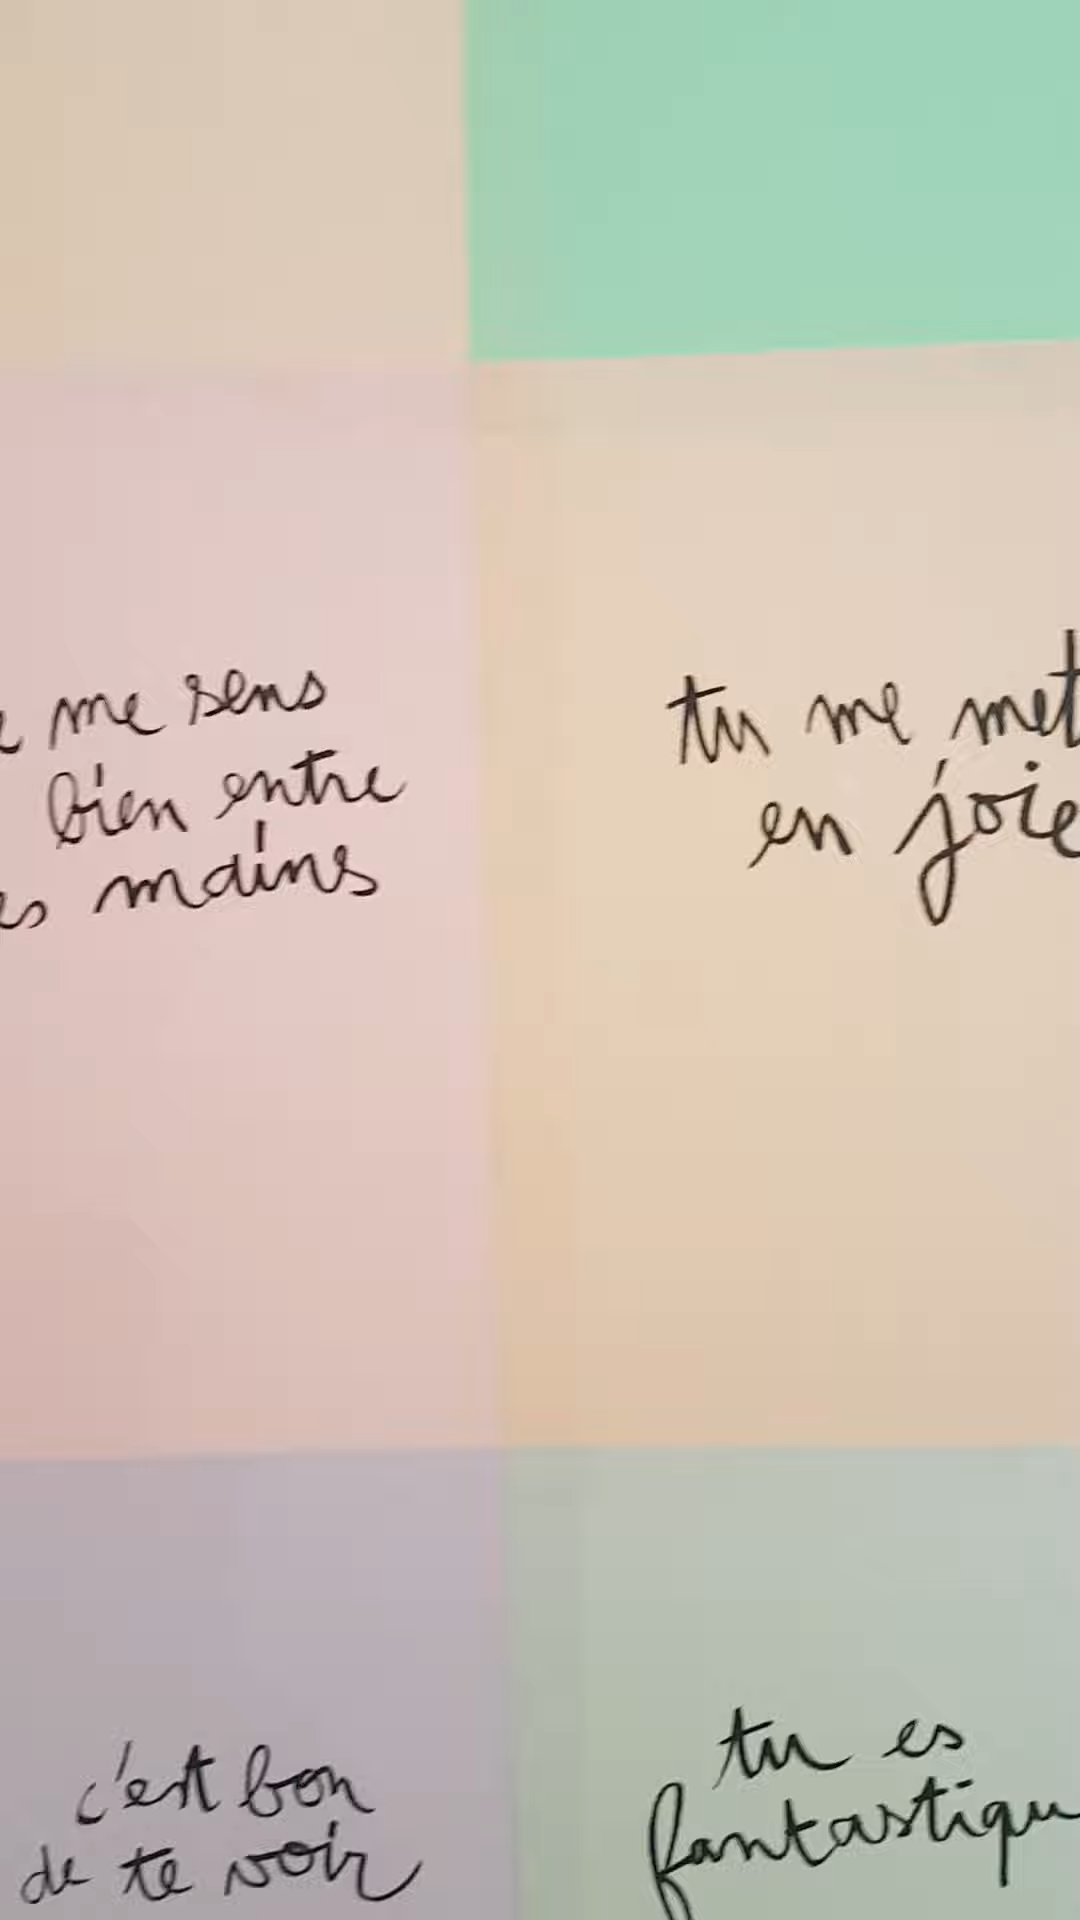 me sens
bien entre
mains
tu me met
en joie
c'est bon
de te voir
tu es
fantastiqu